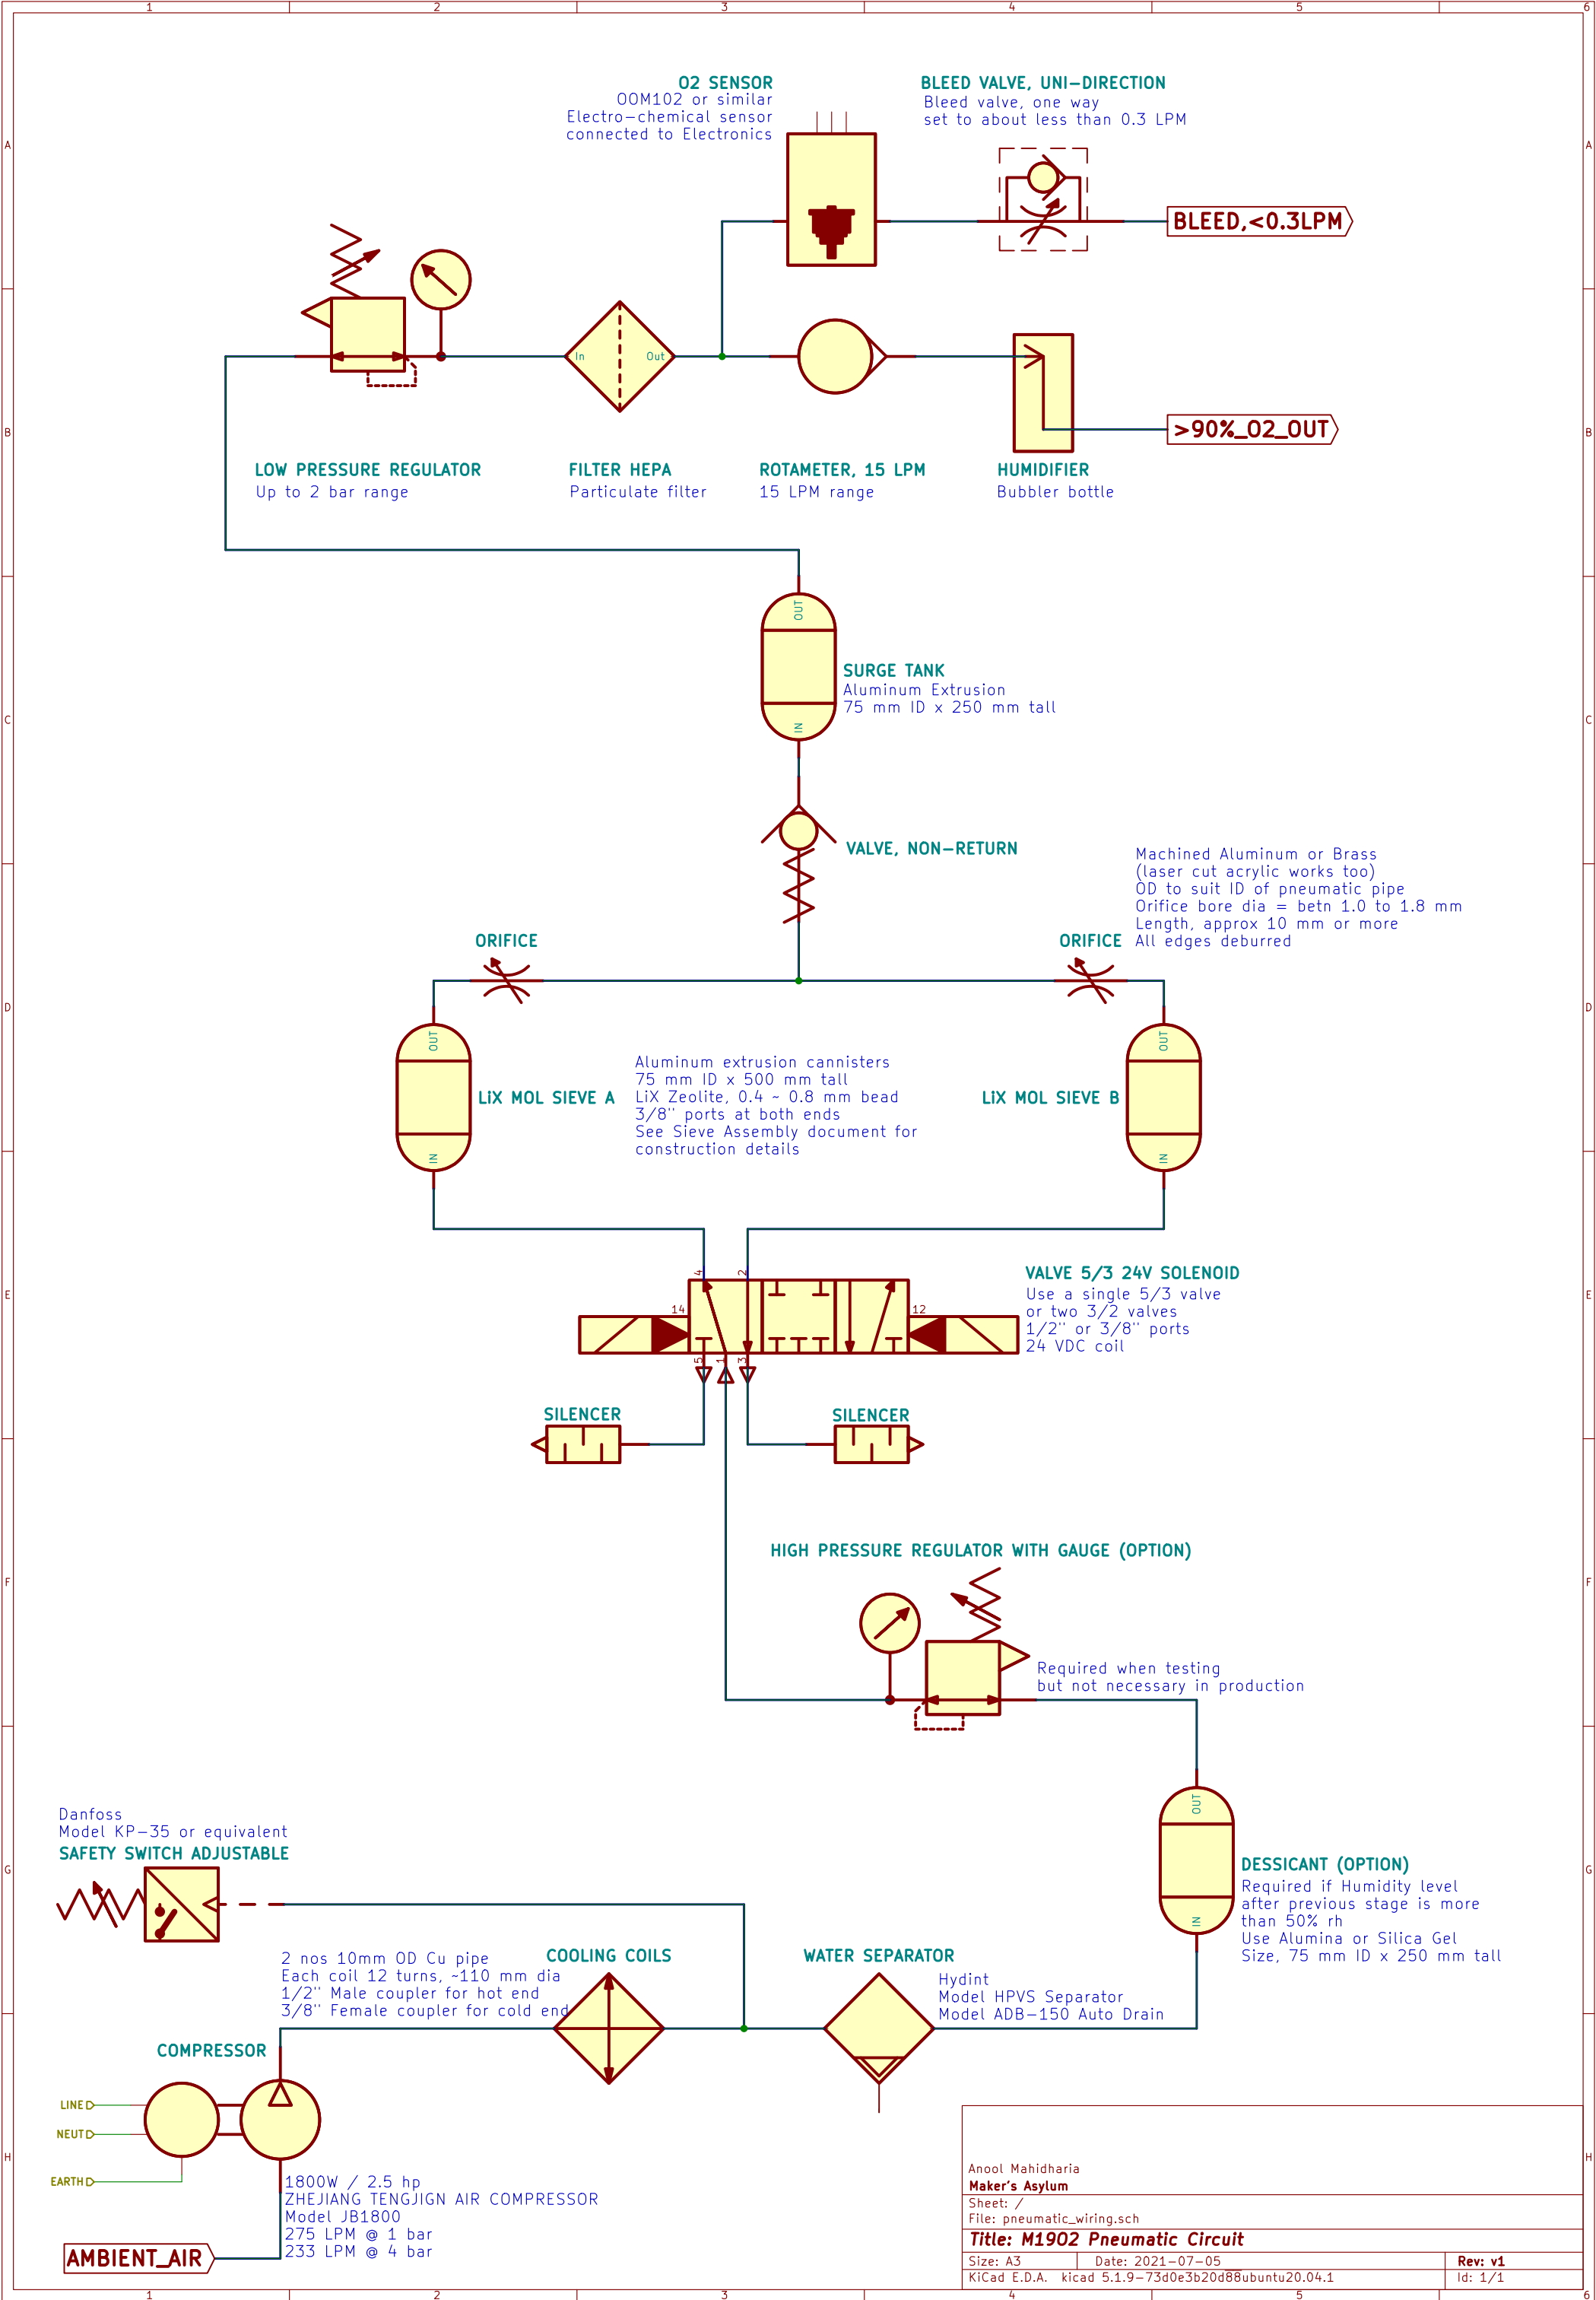 1 2 3 4 5 6
A
B
C
D
E
F
G
H
A
B
C
D
E
F
G
H
O2 SENSOR
OOM102 or similar
Electro-chemical sensor
connected to Electronics
BLEED VALVE, UNI-DIRECTION
Bleed valve, one way
set to about less than 0.3 LPM
BLEED,<0.3LPM
In
Out
>90%_O2_OUT
LOW PRESSURE REGULATOR
Up to 2 bar range
FILTER HEPA
Particulate filter
ROTAMETER, 15 LPM
15 LPM range
HUMIDIFIER
Bubbler bottle
OUT
SURGE TANK
Aluminum Extrusion
75 mm ID x 250 mm tall
IN
VALVE, NON-RETURN
Machined Aluminum or Brass
(laser cut acrylic works too)
OD to suit ID of pneumatic pipe
Orifice bore dia = betn 1.0 to 1.8 mm
Length, approx 10 mm or more
All edges deburred
ORIFICE
ORIFICE
OUT
OUT
Aluminum extrusion cannisters
75 mm ID x 500 mm tall
LiX Zeolite, 0.4 ~ 0.8 mm bead
3/8" ports at both ends
See Sieve Assembly document for
construction details
LiX MOL SIEVE A
LiX MOL SIEVE B
IN
IN
4
2
VALVE 5/3 24V SOLENOID
Use a single 5/3 valve
or two 3/2 valves
1/2" or 3/8" ports
24 VDC coil
14
12
5
1
3
SILENCER
SILENCER
HIGH PRESSURE REGULATOR WITH GAUGE (OPTION)
Required when testing
but not necessary in production
OUT
DESSICANT (OPTION)
Required if Humidity level
after previous stage is more
than 50% rh
Use Alumina or Silica Gel
Size, 75 mm ID x 250 mm tall
IN
Danfoss
Model KP-35 or equivalent
SAFETY SWITCH ADJUSTABLE
2 nos 10mm OD Cu pipe
Each coil 12 turns, ~110 mm dia
1/2" Male coupler for hot end
3/8" Female coupler for cold end
COOLING COILS
WATER SEPARATOR
Hydint
Model HPVS Separator
Model ADB-150 Auto Drain
COMPRESSOR
LINE
NEUT
EARTH
1800W / 2.5 hp
ZHEJIANG TENGJIGN AIR COMPRESSOR
Model JB1800
275 LPM @ 1 bar
233 LPM @ 4 bar
AMBIENT_AIR
Anool Mahidharia
Maker's Asylum
Sheet: /
File: pneumatic_wiring.sch
Title: M1902 Pneumatic Circuit
Size: A3 Date: 2021-07-05 Rev: v1
KiCad E.D.A. kicad 5.1.9-73d0e3b20d88ubuntu20.04.1 Id: 1/1
1 2 3 4 5 6